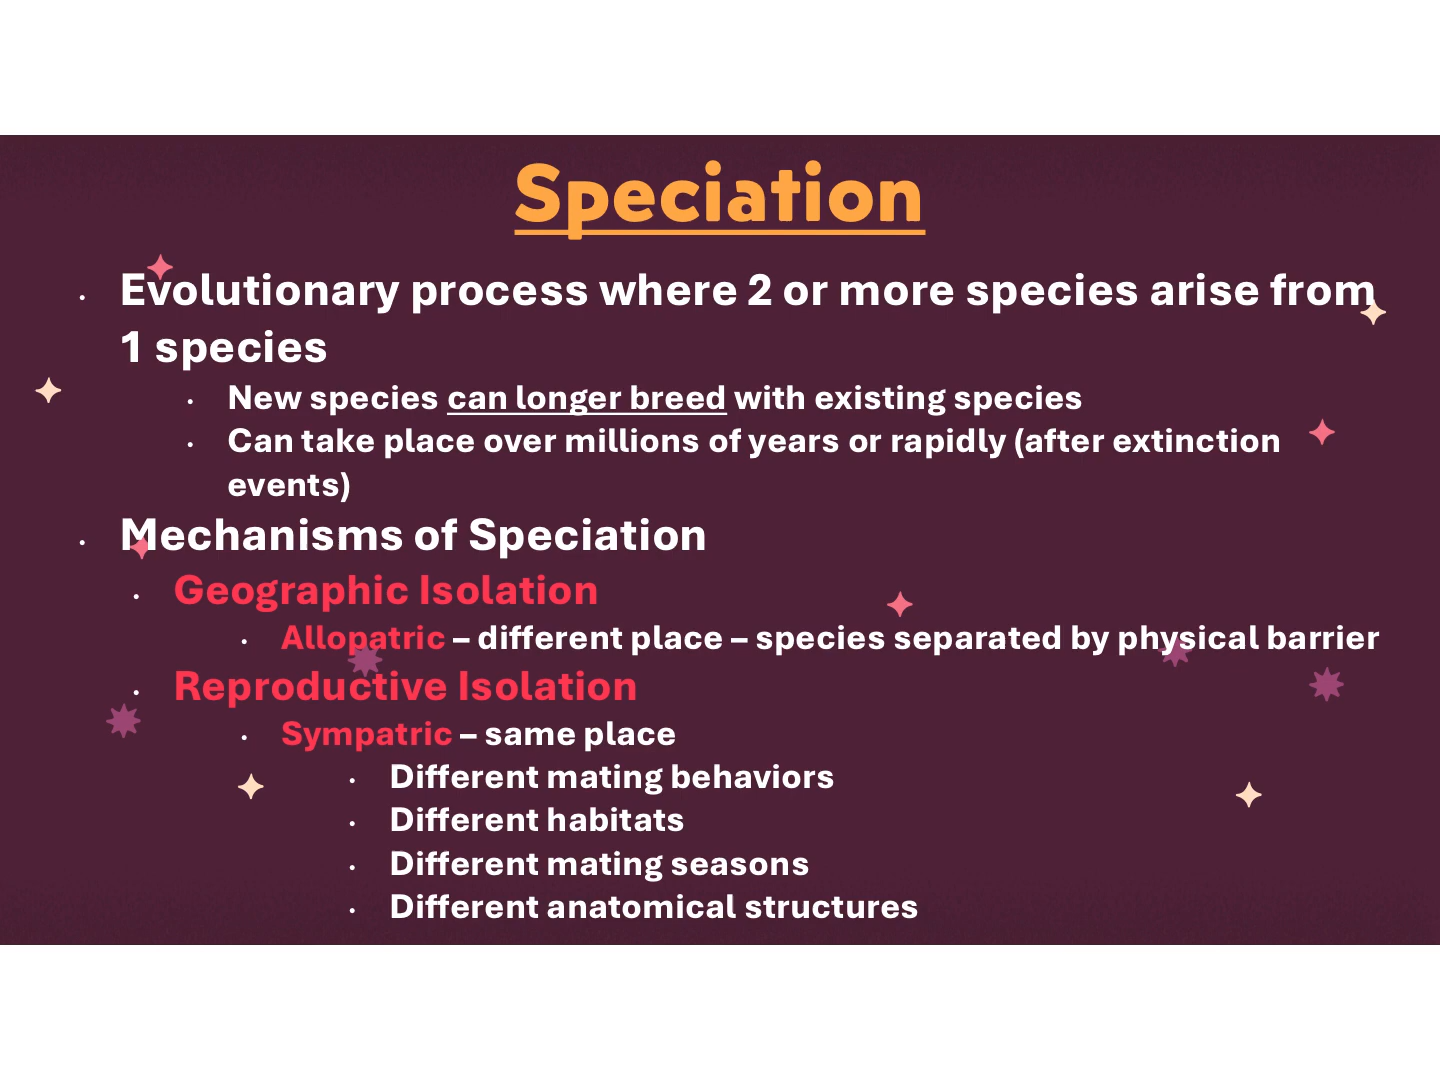 Speciation
• Evolutionary process where 2 or more species arise from
1 species
• New species can longer breed with existing species
• Can take place over millions of years or rapidly (after extinction
events)
• Mechanisms of Speciation
• Geographic Isolation
• Allopatric – different place – species separated by physical barrier
• Reproductive Isolation
• Sympatric – same place
• Different mating behaviors
• Different habitats
• Different mating seasons
• Different anatomical structures